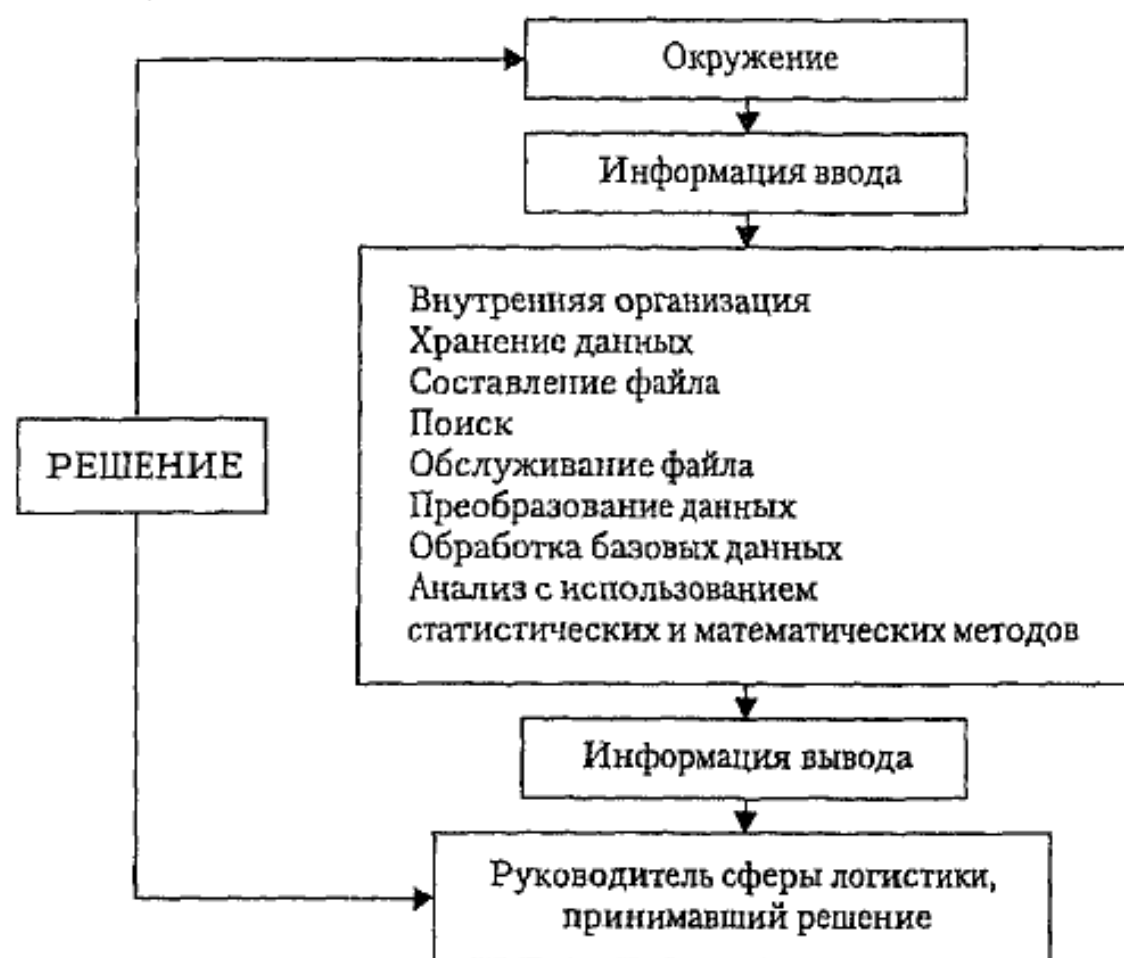 Окружение
Информация ввода
Внутренняя организация
Хранение данных
Составление файла
Поиск
РЕШЕНИЕ
Обслуживание файла
Преобразование данных
Обработка базовых данных
Анализ с использованием
статистических и математических методов
Информация вывода
Руководитель сферы логистики,
принимавший решение